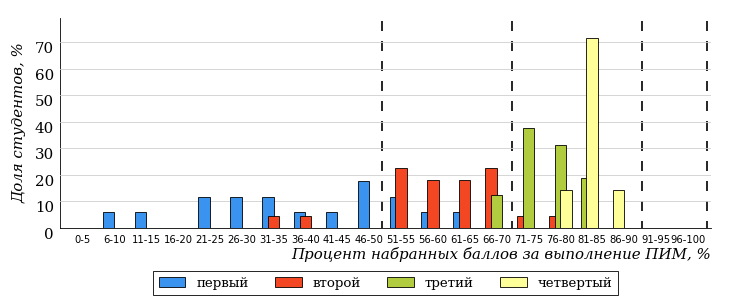 Доля студентов, %
70
60
50
40
30
20
10
0
0-5 6-10 11-15 16-20 21-25 26-30 31-35 36-40 41-45 46-50 51-55 56-60 61-65 66-70 71-75 76-80 81-85 86-90 91-95 96-100
Процент набранных баллов за выполнение ПИМ, %
первый второй третий четвертый